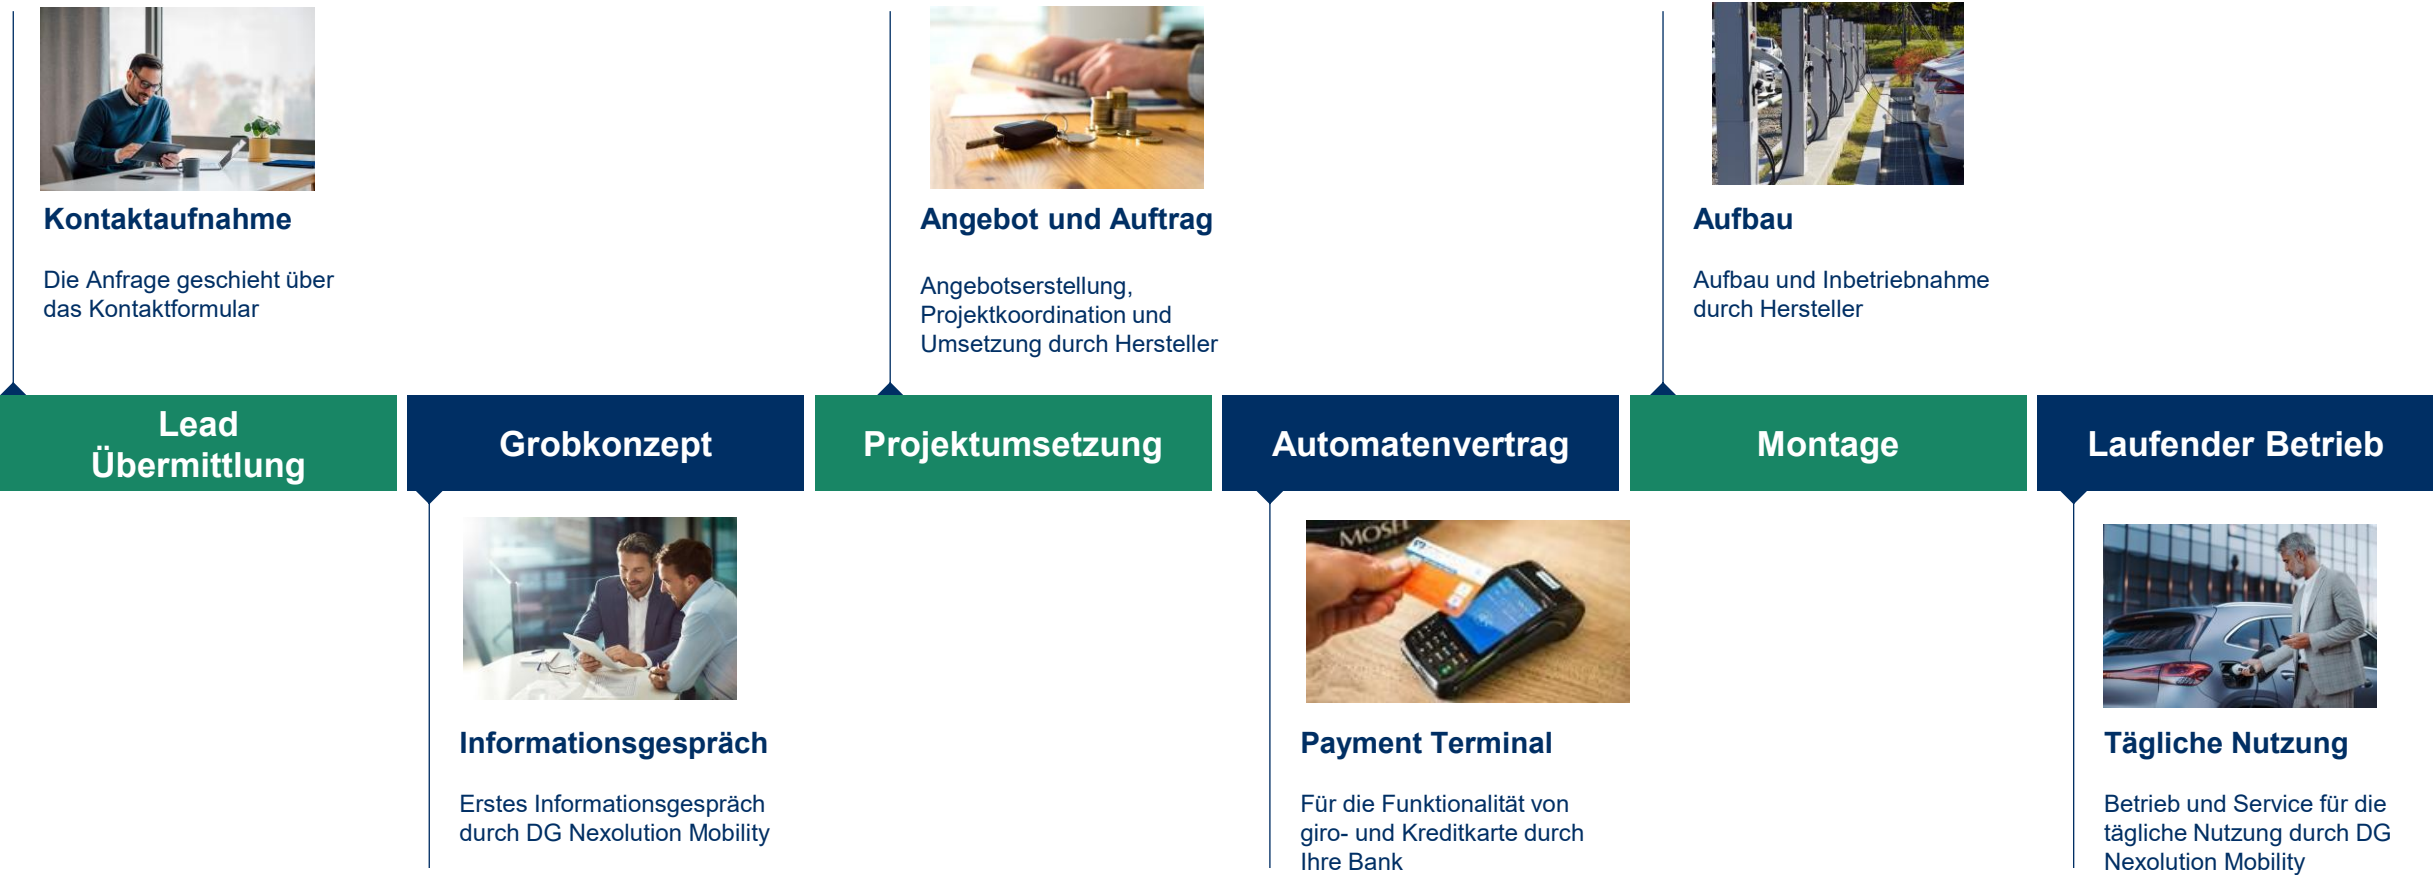 Kontaktaufnahme
Die Anfrage geschieht über
das Kontaktformular
Angebot und Auftrag
Angebotserstellung,
Projektkoordination und
Umsetzung durch Hersteller
Aufbau
Aufbau und Inbetriebnahme
durch Hersteller
Lead
Übermittlung
Grobkonzept
Projektumsetzung
Automatenvertrag
Montage
Laufender Betrieb
Informationsgespräch
Erstes Informationsgespräch
durch DG Nexolution Mobility
Payment Terminal
Für die Funktionalität von
giro- und Kreditkarte durch
Ihre Bank
Tägliche Nutzung
Betrieb und Service für die
tägliche Nutzung durch DG
Nexolution Mobility